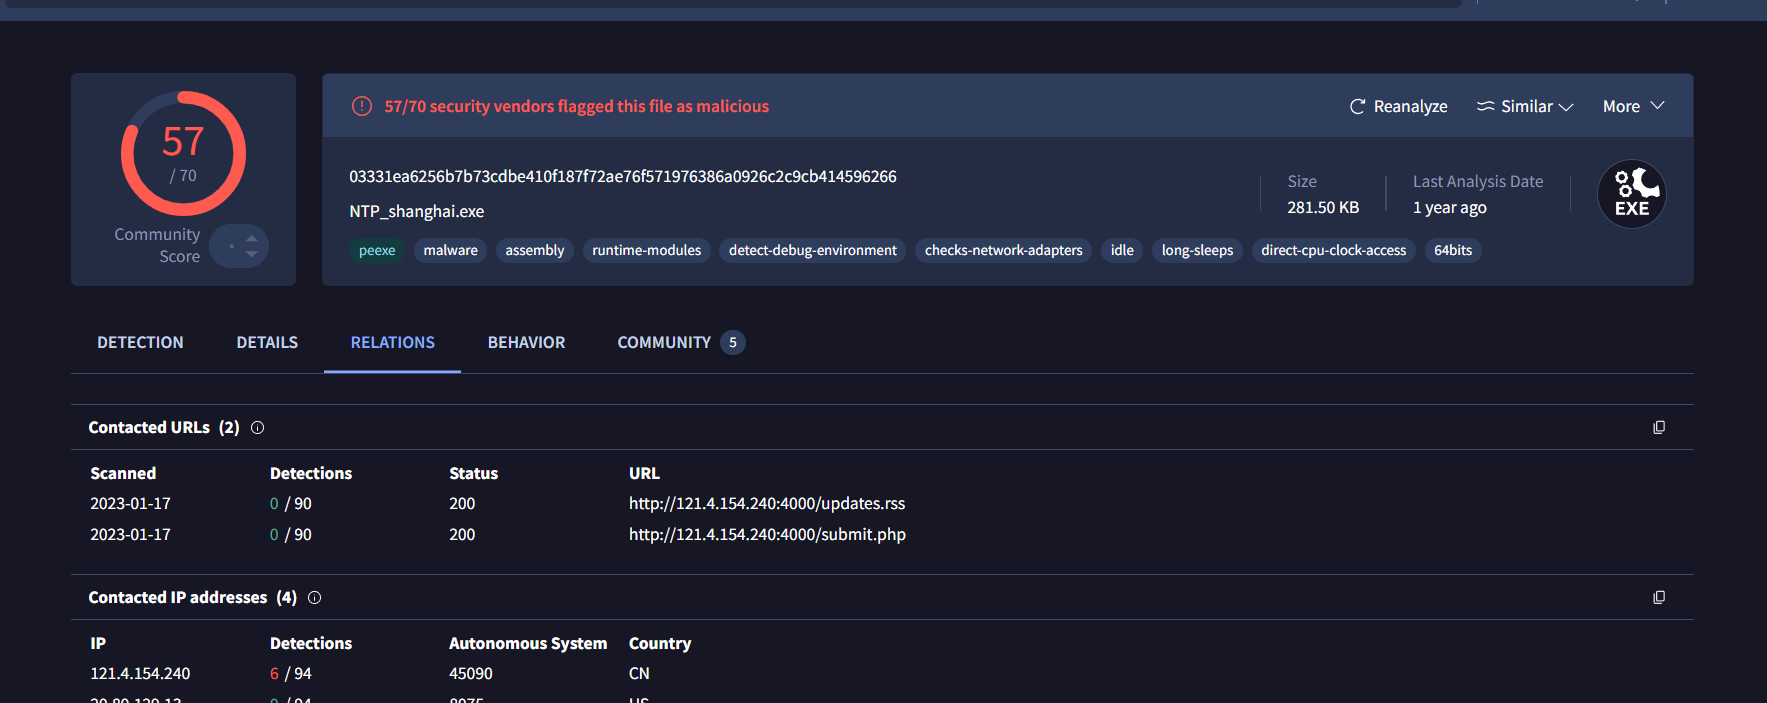 57/70 security vendors flagged this file as malicious
Reanalyze
Similar
More
57
/ 70
Community
Score
03331ea6256b7b73cdbe410f187f72ae76f571976386a0926c2c9cb414596266
NTP_shanghai.exe
Size
281.50 KB
Last Analysis Date
1 year ago
EXE
peexe malware assembly runtime-modules detect-debug-environment checks-network-adapters idle long-sleeps direct-cpu-clock-access 64bits
DETECTION DETAILS RELATIONS BEHAVIOR COMMUNITY 5
Contacted URLs (2)
Scanned Detections Status URL
2023-01-17 0 / 90 200 http://121.4.154.240:4000/updates.rss
2023-01-17 0 / 90 200 http://121.4.154.240:4000/submit.php
Contacted IP addresses (4)
IP Detections Autonomous System Country
121.4.154.240 6 / 94 45090 CN